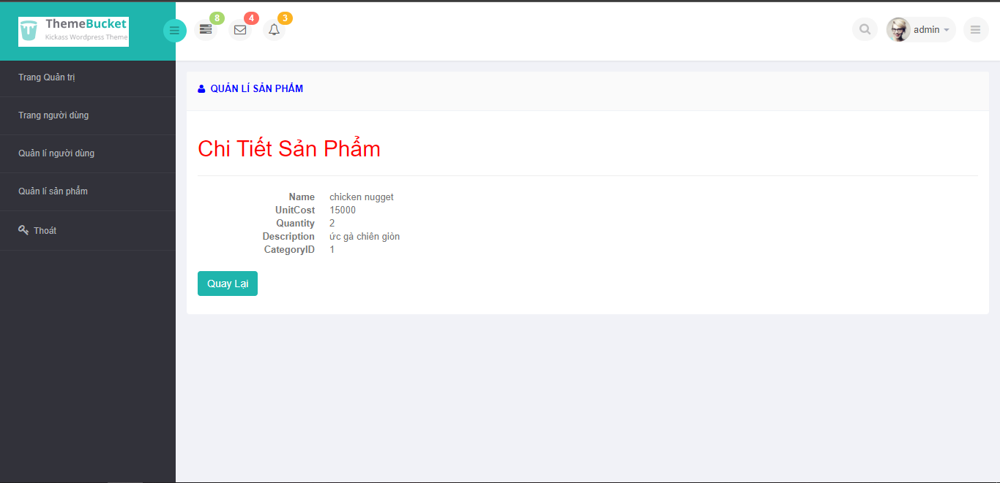 ThemeBucket
Kickass Wordpress Theme
8
4
3
admin
Trang Quản trị
Trang người dùng
Quản lí người dùng
Quản lí sản phẩm
Thoát
QUẢN LÍ SẢN PHẨM
Chi Tiết Sản Phẩm
Name chicken nugget
UnitCost 15000
Quantity 2
Description ức gà chiên giòn
CategoryID 1
Quay Lại